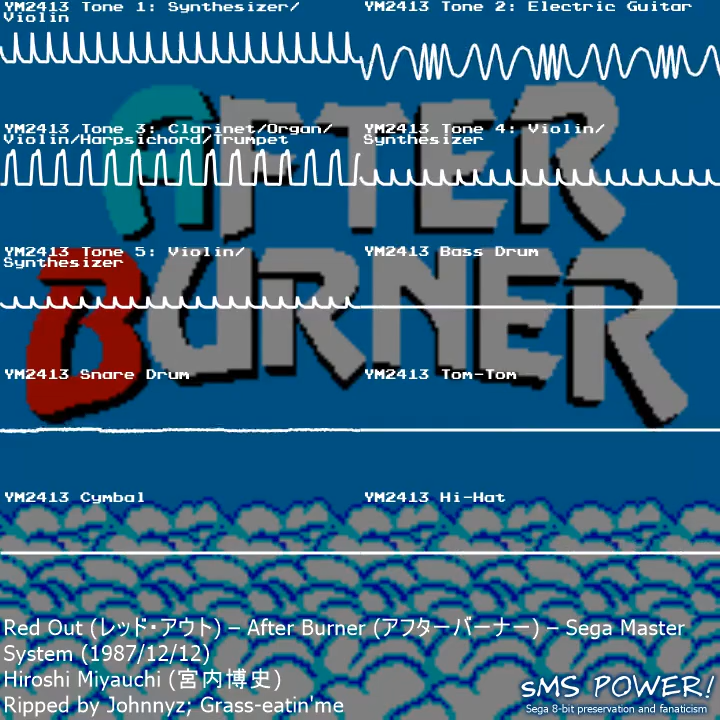 YM2413 Tone 1: Synthesizer/
Violin
YM2413 Tone 2: Electric Guitar
YM2413 Tone 3: Clarinet/Organ/
Violin/Harpsichord/Trumpet
YM2413 Tone 4: Violin/
Synthesizer
AFTER
YM2413 Tone 5: Violin/
Synthesizer
YM2413 Bass Drum
BURNER
YM2413 Snare Drum
YM2413 Tom-Tom
YM2413 Cymbal
YM2413 Hi-Hat
Red Out (レッド・アウト) – After Burner (アフターバーナー) – Sega Master
System (1987/12/12)
Hiroshi Miyauchi (宮内博史)
Ripped by Johnnyz; Grass-eatin'me
SMS POWER!
Sega 8-bit preservation and fanaticism